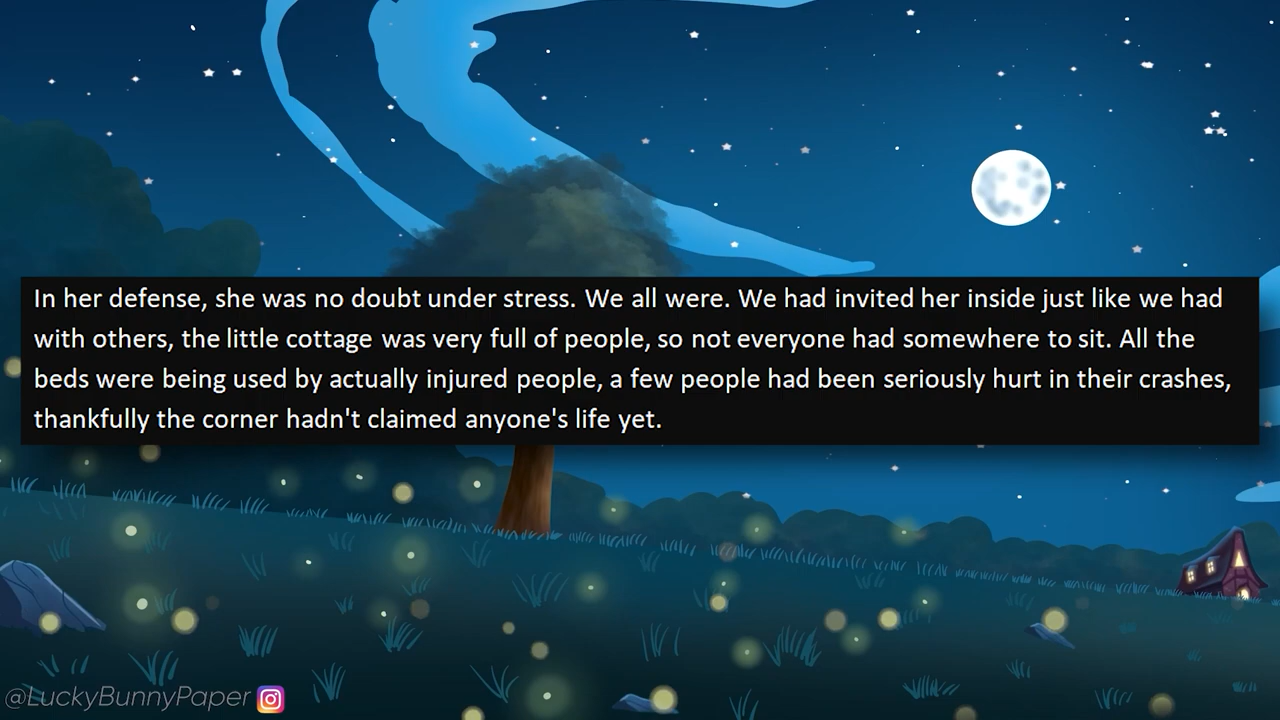 In her defense, she was no doubt under stress. We all were. We had invited her inside just like we had
with others, the little cottage was very full of people, so not everyone had somewhere to sit. All the
beds were being used by actually injured people, a few people had been seriously hurt in their crashes,
thankfully the corner hadn't claimed anyone's life yet.
@LuckyBunnyPaper